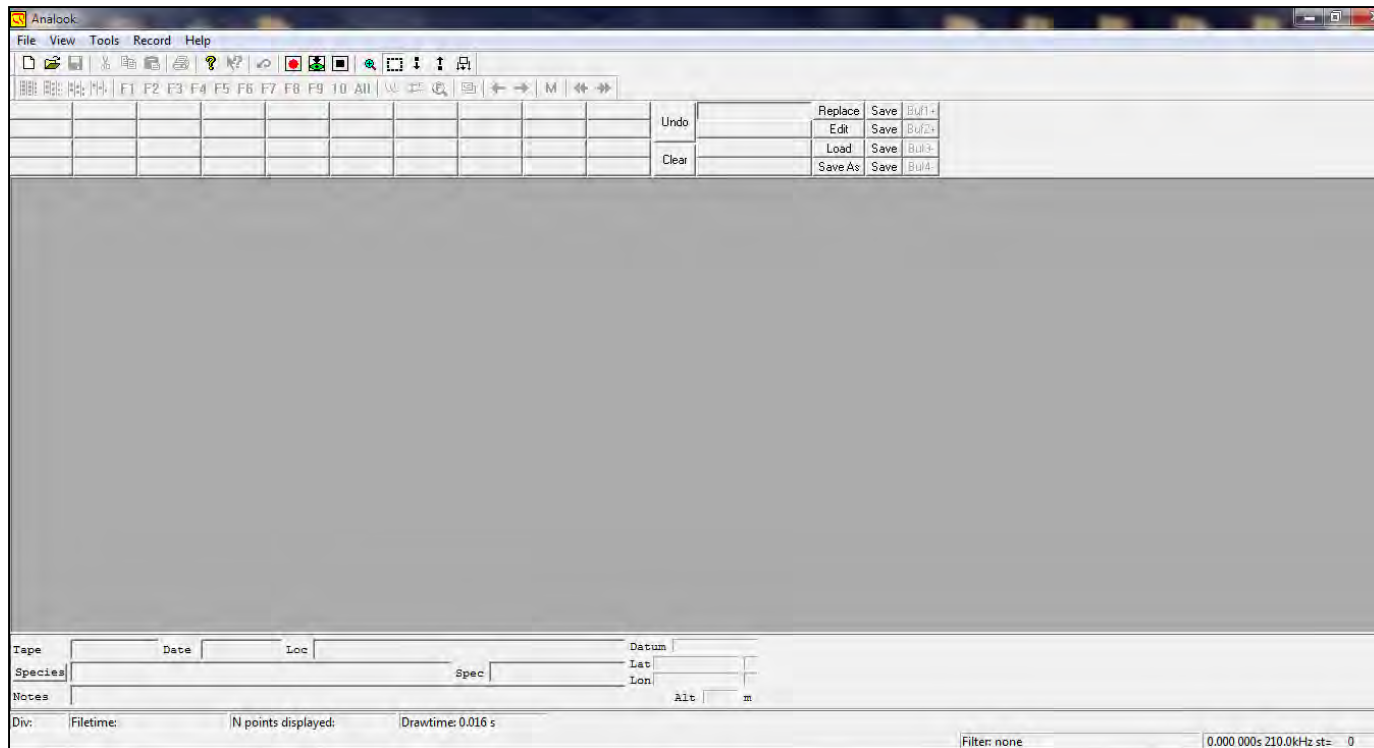 Analook
File View Tools Record Help
F1 F2 F3 F4 F5 F6 F7 F8 F9 10 All M
Undo Replace Save Buf1-
Edit Save Buf2+
Clear Load Save Buf3-
Save As Save Buf4-
Tape Date Loc Datum
Species Spec Lat
Lon
Notes Alt m
Div: Filetime: N points displayed: Drawtime: 0.016 s
Filter: none 0.000 000s 210.0kHz st= 0